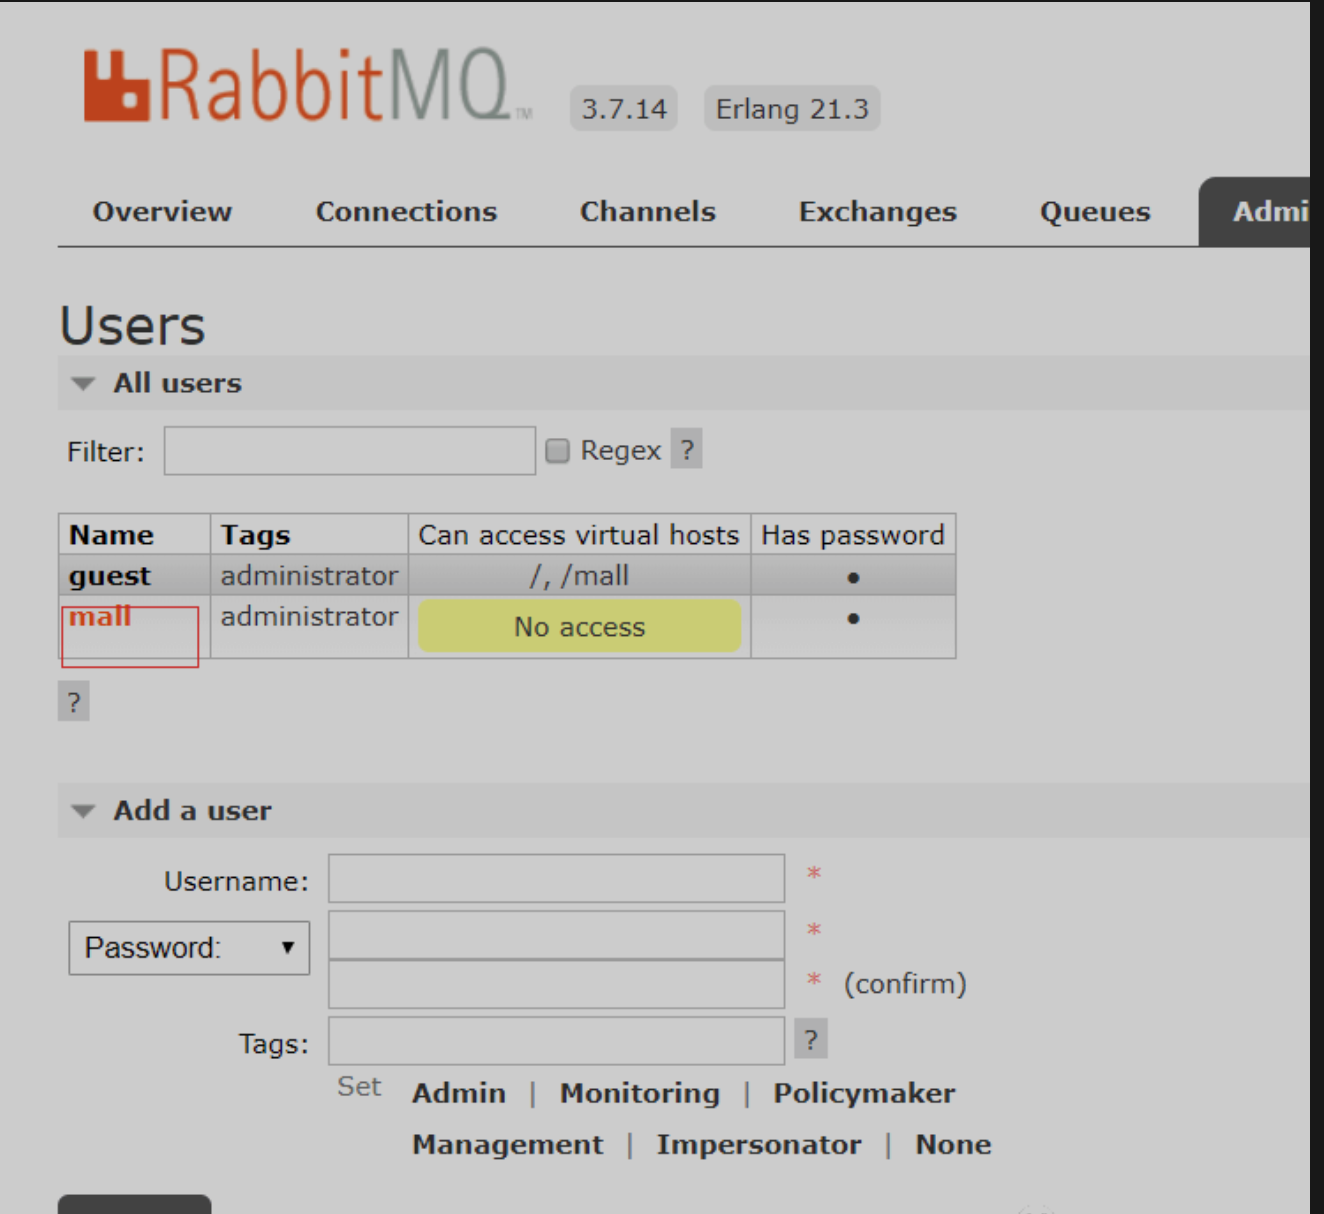 RabbitMQ™ 3.7.14 Erlang 21.3
Overview Connections Channels Exchanges Queues Admi
Users
All users
Filter: Regex ?
Name Tags Can access virtual hosts Has password
guest administrator /, /mall ●
mall administrator No access ●
?
Add a user
Username: *
Password: *
* (confirm)
Tags: ?
Set Admin | Monitoring | Policymaker
Management | Impersonator | None